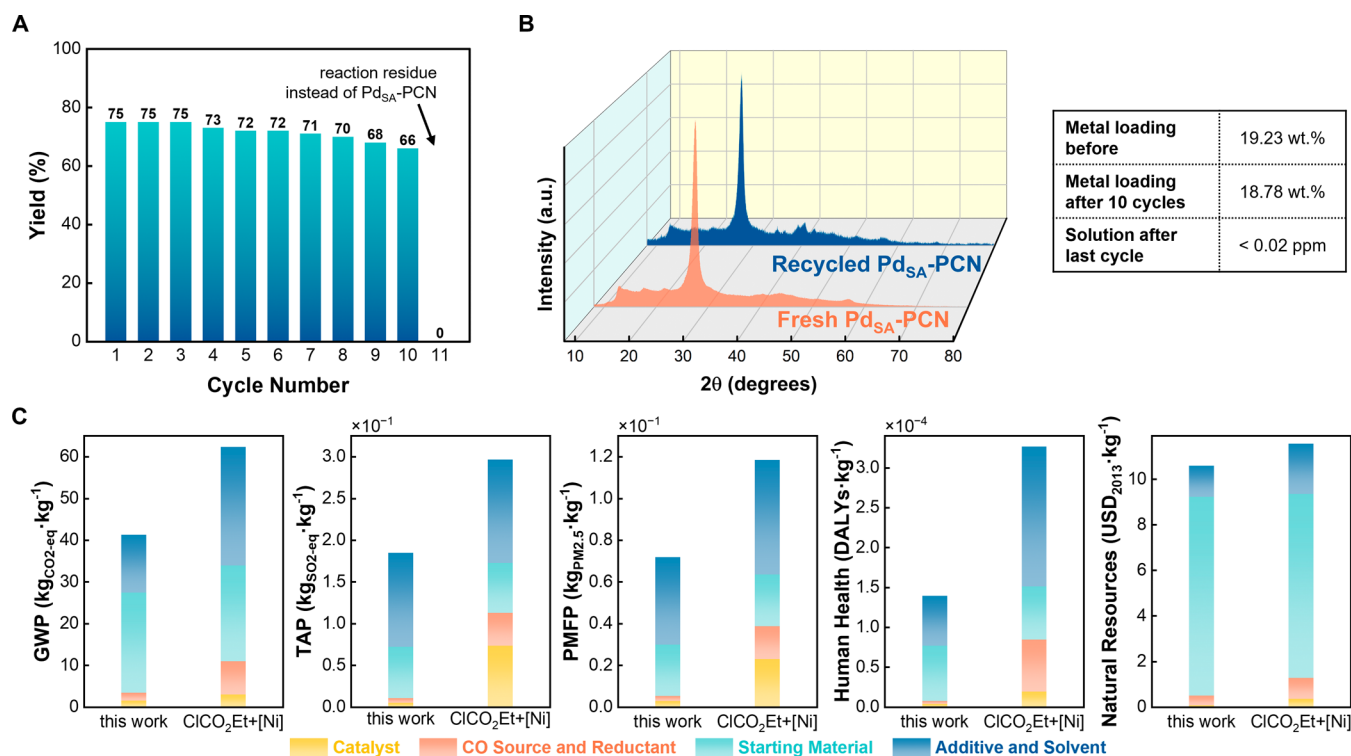 A
100
80
60
40
20
0
Yield (%)
75
75
75
73
72
72
71
70
68
66
0
reaction residue
instead of PdSA-PCN
1 2 3 4 5 6 7 8 9 10 11
Cycle Number
B
Intensity (a.u.)
Recycled PdSA-PCN
Fresh PdSA-PCN
10 20 30 40 50 60 70 80
2θ (degrees)
Metal loading
before
19.23 wt.%
Metal loading
after 10 cycles
18.78 wt.%
Solution after
last cycle
< 0.02 ppm
C
GWP (kgCO2-eq·kg-1)
60
50
40
30
20
10
0
this work
ClCO2Et+[Ni]
×10−1
TAP (kgSO2-eq·kg-1)
3.0
2.5
2.0
1.5
1.0
0.5
0.0
this work
ClCO2Et+[Ni]
×10−1
PMFP (kgPM2.5·kg-1)
1.2
1.0
0.8
0.6
0.4
0.2
0.0
this work
ClCO2Et+[Ni]
×10−4
Human Health (DALYs·kg-1)
3.0
2.0
1.0
0.5
0.0
this work
ClCO2Et+[Ni]
Natural Resources (USD2013·kg-1)
10
8
6
4
2
0
this work
ClCO2Et+[Ni]
Catalyst
CO Source and Reductant
Starting Material
Additive and Solvent